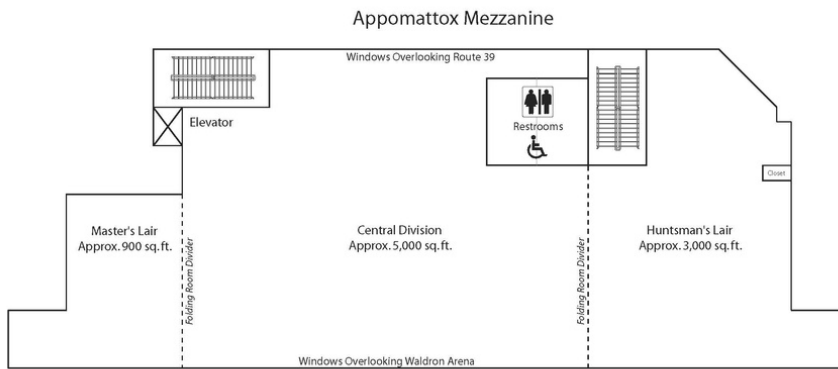 Appomattox Mezzanine
Windows Overlooking Route 39
Elevator
Restrooms
Closet
Master's Lair
Approx. 900 sq. ft.
Folding Room Divider
Central Division
Approx. 5,000 sq. ft.
Folding Room Divider
Huntsman's Lair
Approx. 3,000 sq. ft.
Windows Overlooking Waldron Arena